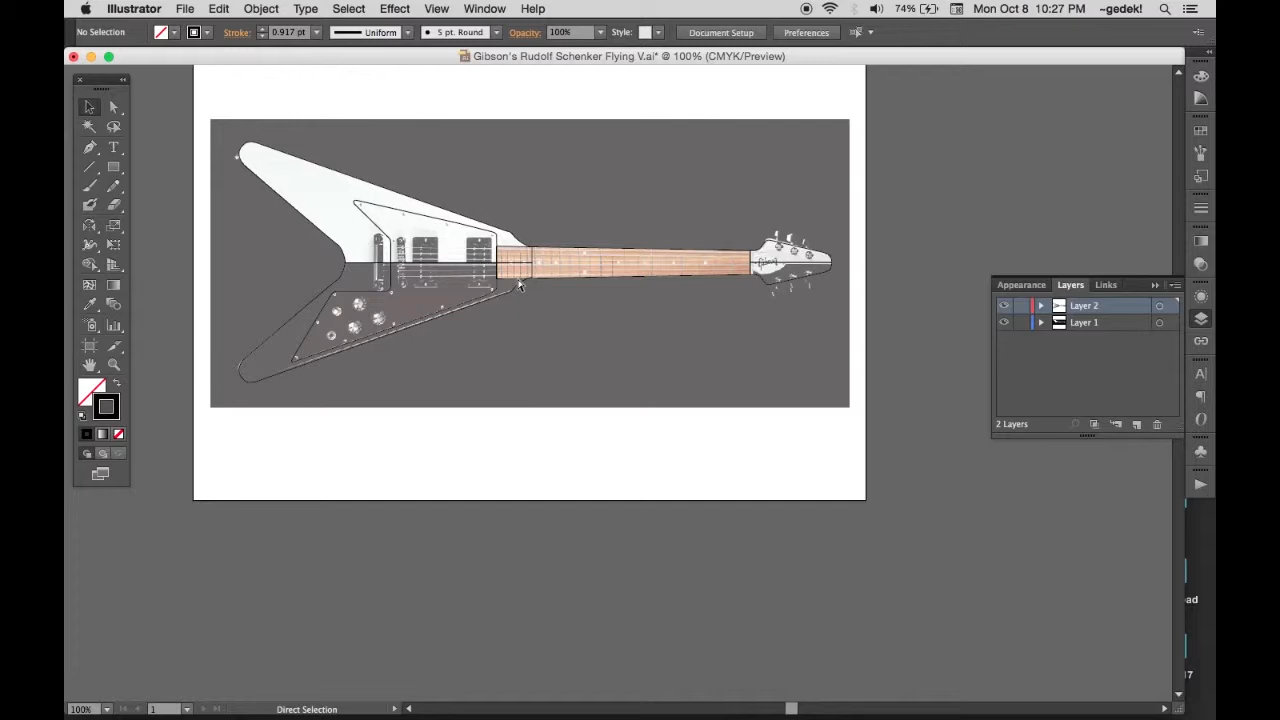 Illustrator File Edit Object Type Select Effect View Window Help 74% Mon Oct 8 10:27 PM ~gedek!
No Selection Stroke: 0.917 pt Uniform 5 pt. Round Opacity: 100% Style: Document Setup Preferences
Gibson's Rudolf Schenker Flying V.ai* @ 100% (CMYK/Preview)
Appearance Layers Links
Layer 2
Layer 1
2 Layers
ad
17
100% 1 Direct Selection